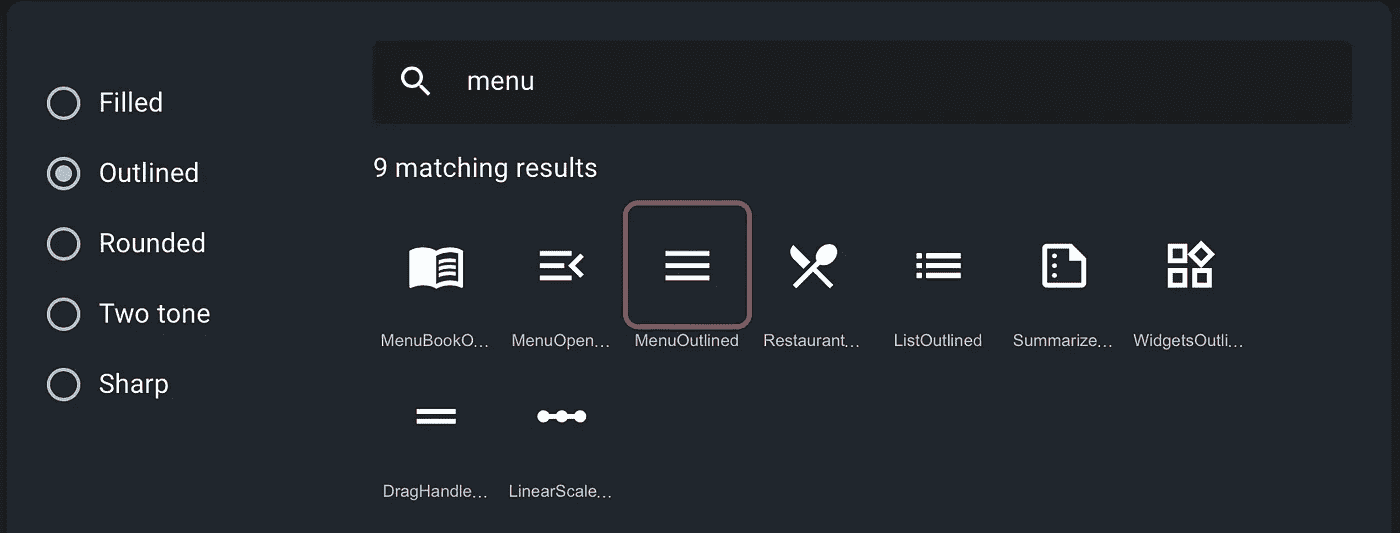 menu
Filled
Outlined
Rounded
Two tone
Sharp
9 matching results
MenuBookO...
MenuOpen...
MenuOutlined
Restaurant...
ListOutlined
Summarize...
WidgetsOutli...
DragHandle...
LinearScale...